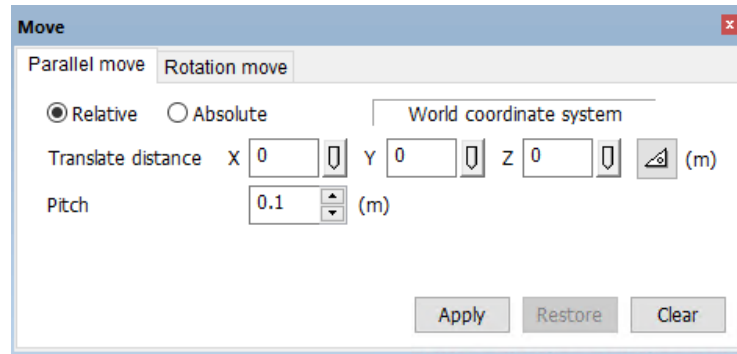 Move
Parallel move Rotation move
Relative Absolute World coordinate system
Translate distance X 0 Y 0 Z 0 (m)
Pitch 0.1 (m)
Apply Restore Clear